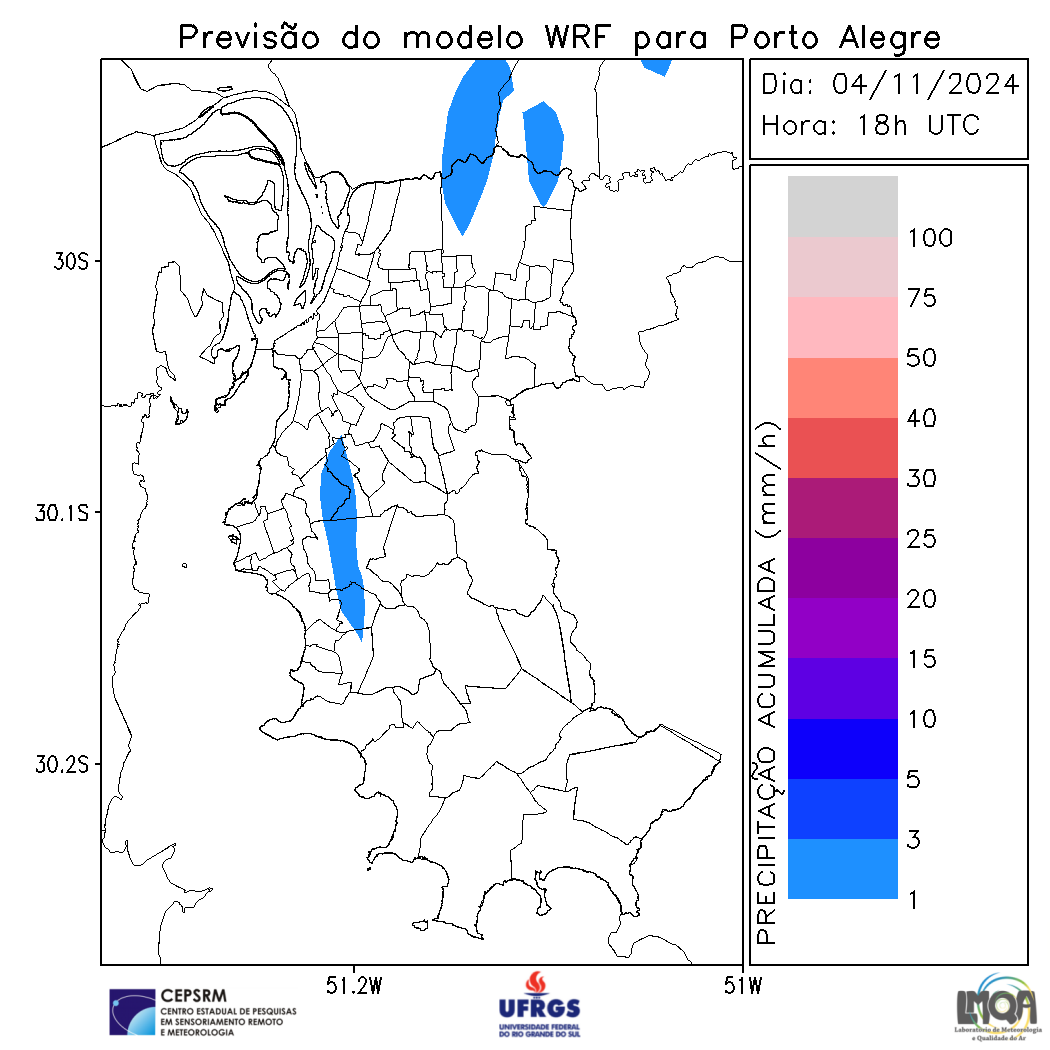 Previsão do modelo WRF para Porto Alegre
Dia: 04/11/2024
Hora: 18h UTC
30S
30.1S
30.2S
51.2W
51W
PRECIPITAÇÃO ACUMULADA (mm/h)
100
75
50
40
30
25
20
15
10
5
3
1
CEPSRM
CENTRO ESTADUAL DE PESQUISAS
EM SENSORIAMENTO REMOTO
E METEOROLOGIA
UFRGS
UNIVERSIDADE FEDERAL
DO RIO GRANDE DO SUL
LMQA
Laboratório de Meteorologia
e Qualidade do Ar